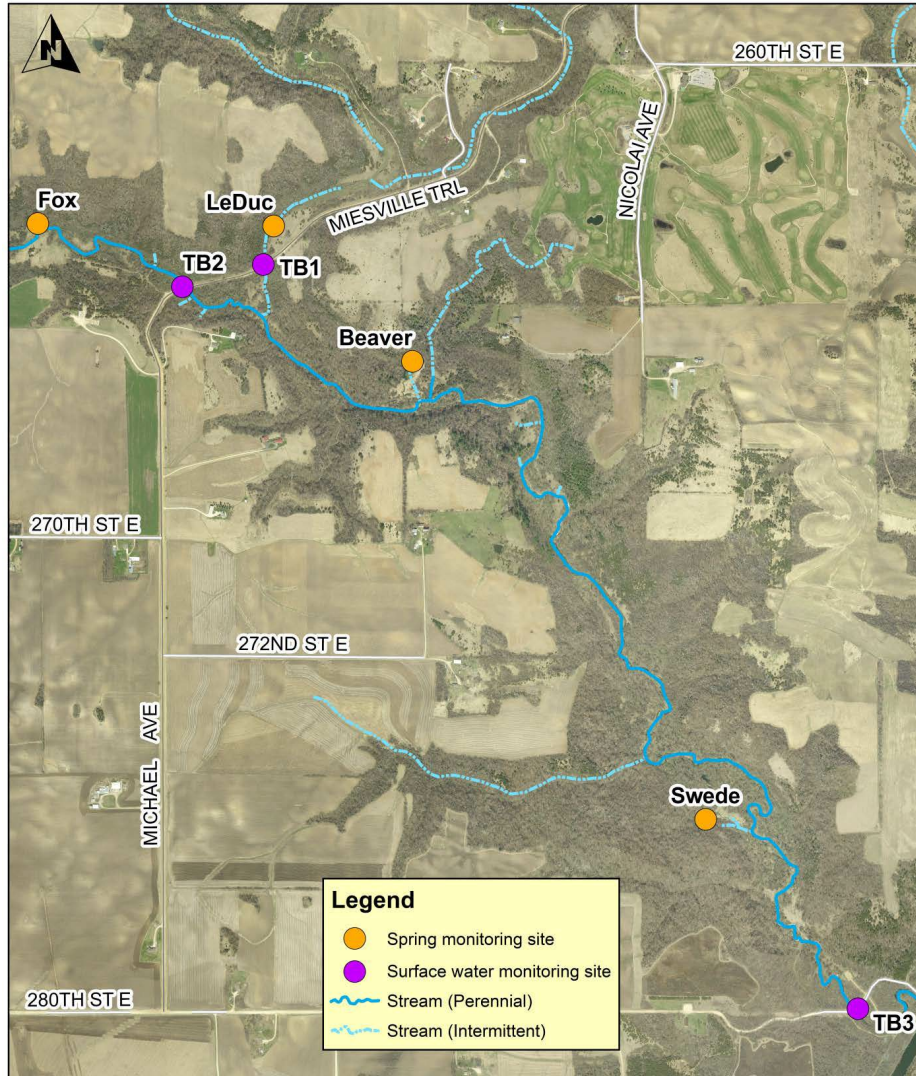 N
260TH ST E
NICOLAI AVE
Fox
LeDuc
MIESVILLE TRL
TB2
TB1
Beaver
270TH ST E
272ND ST E
MICHAEL AVE
Swede
Legend
Spring monitoring site
Surface water monitoring site
Stream (Perennial)
Stream (Intermittent)
280TH ST E
TB3